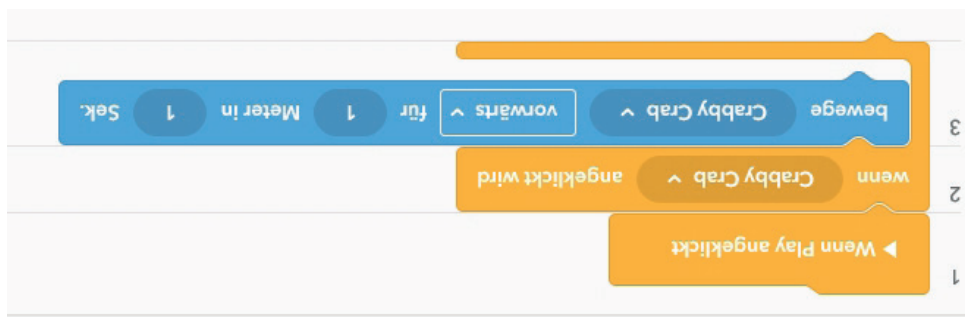 1 Wenn Play angeklickt
2 wenn Crabby Crab angeklickt wird
3 bewege Crabby Crab vorwärts für 1 Meter in 1 Sek.